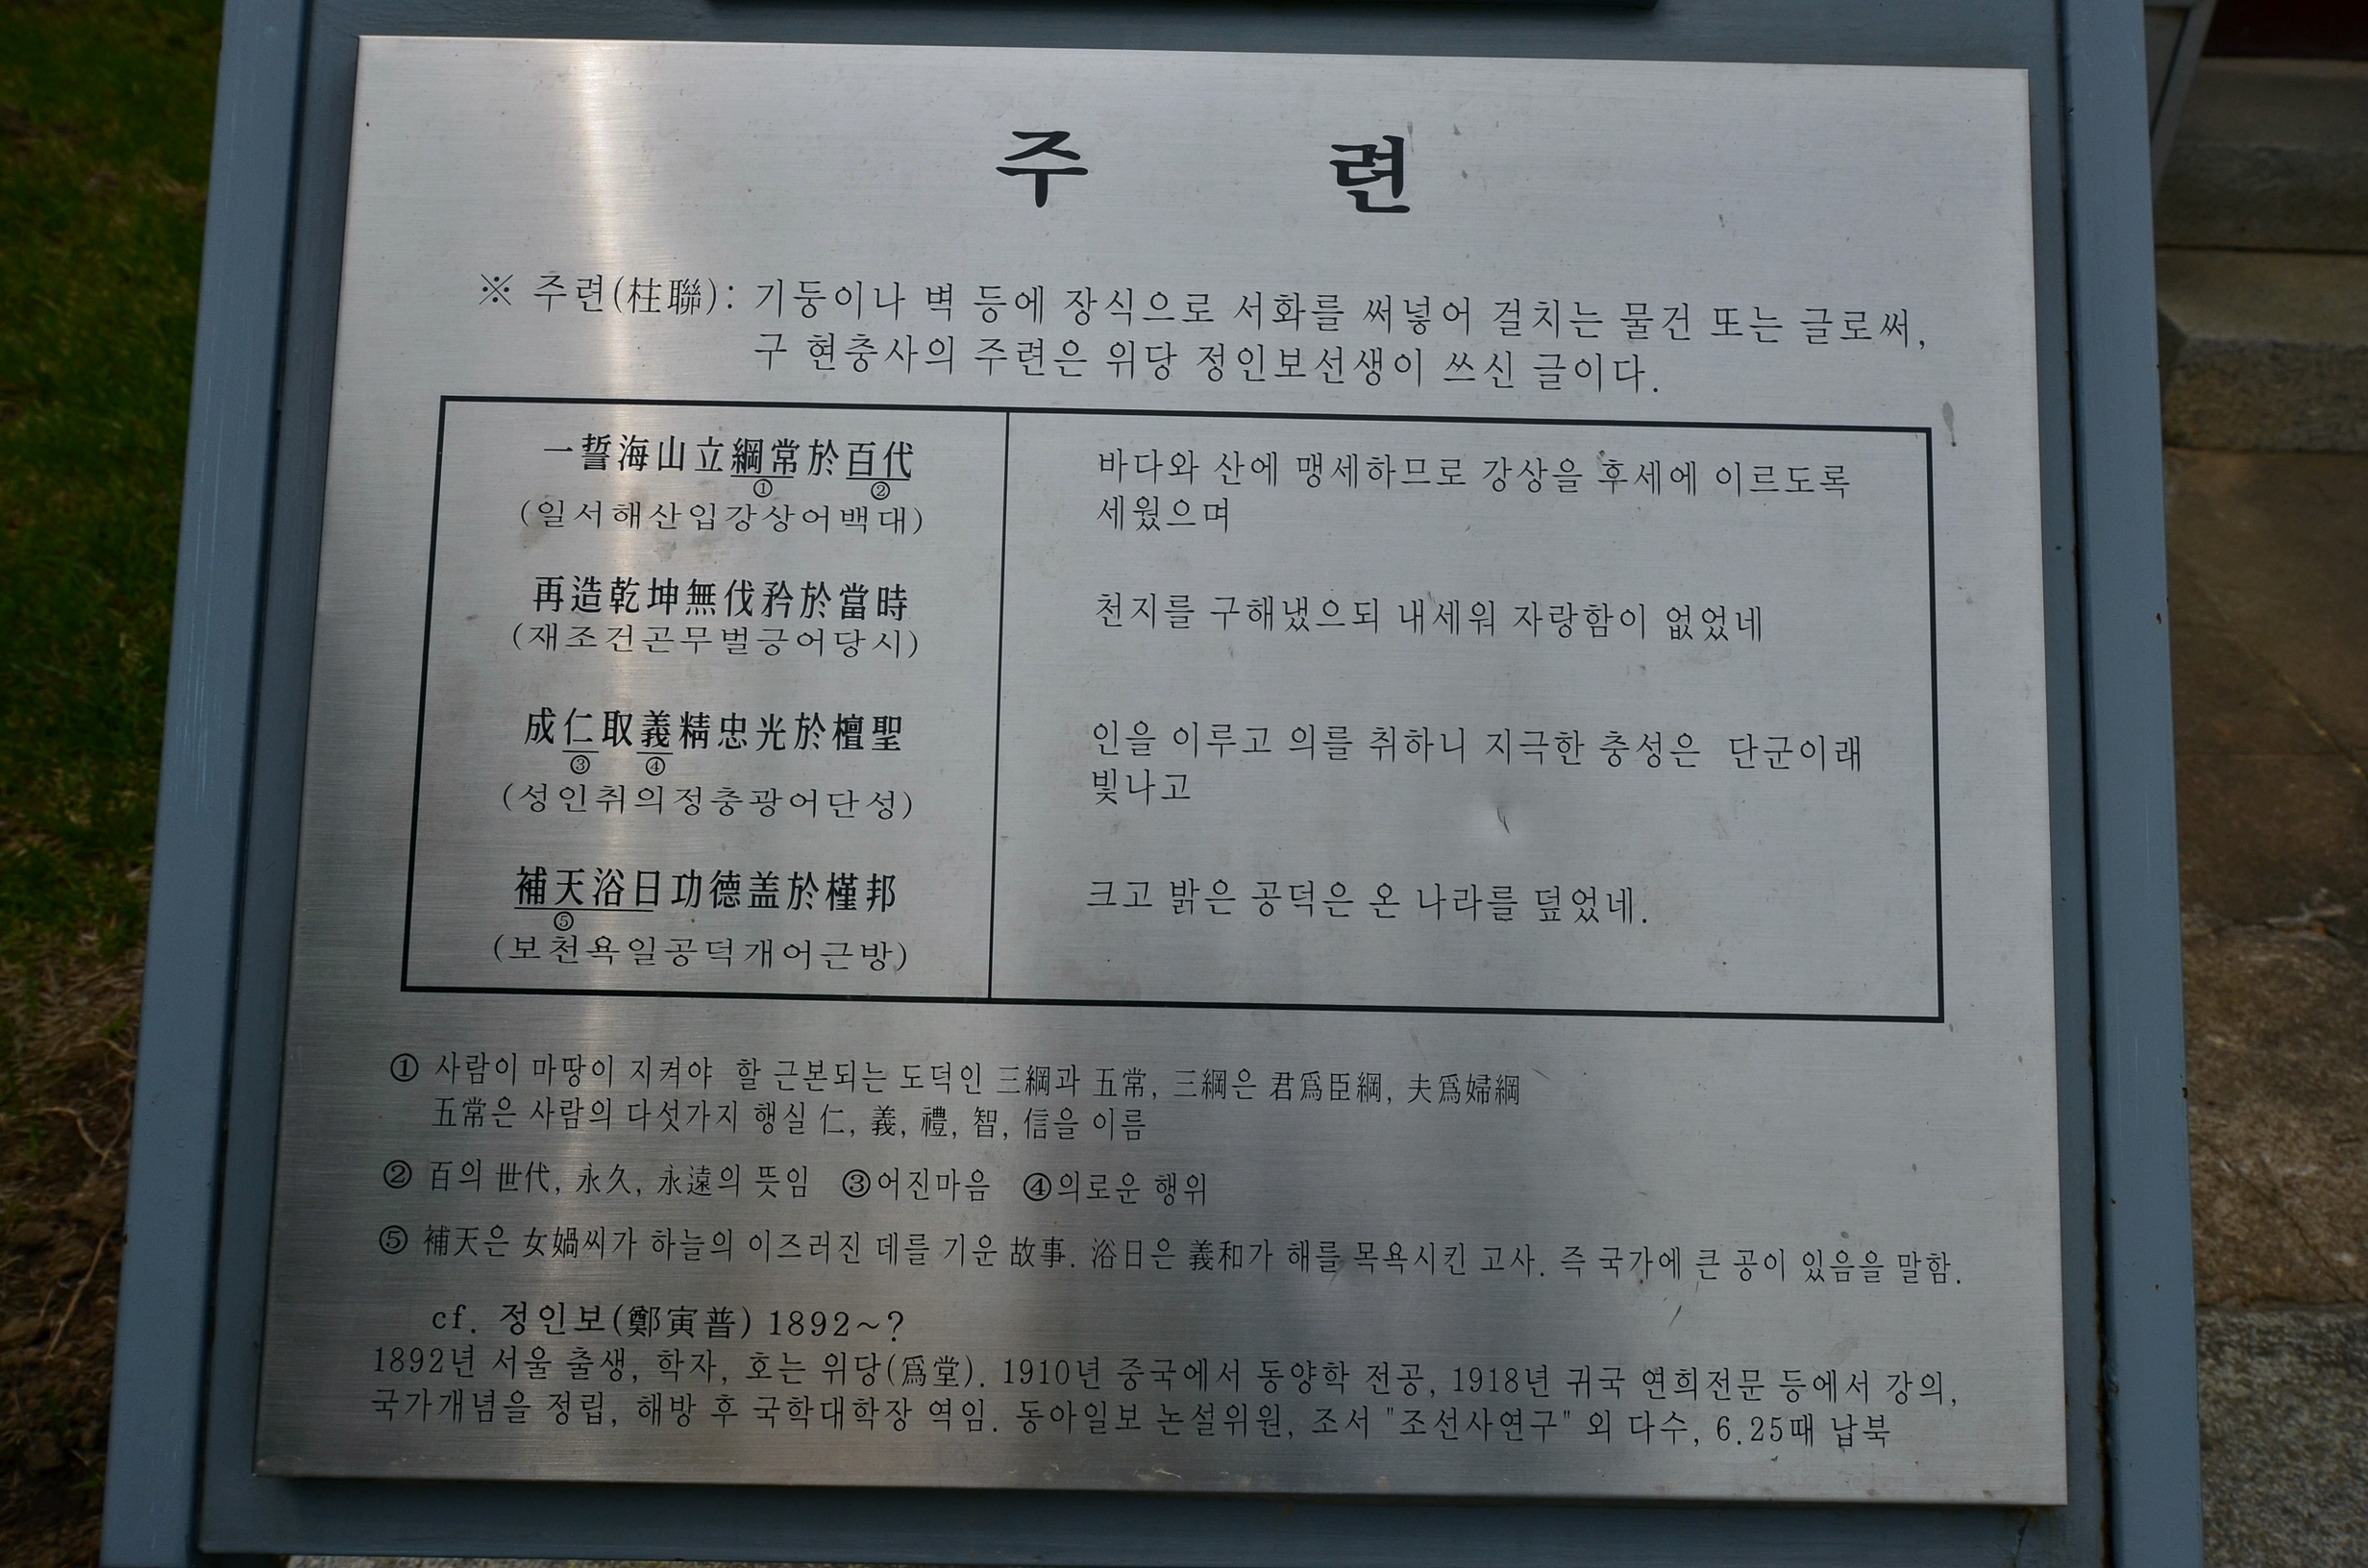 주 련
※ 주련(柱聯): 기둥이나 벽 등에 장식으로 서화를 써넣어 걸치는 물건 또는 글로써,
구 현충사의 주련은 위당 정인보선생이 쓰신 글이다.
一誓海山立綱常於百代
① ②
(일서해산입강상어백대)
바다와 산에 맹세하므로 강상을 후세에 이르도록
세웠으며
再造乾坤無伐矜於當時
(재조건곤무벌긍어당시)
천지를 구해냈으되 내세워 자랑함이 없었네
成仁取義精忠光於檀聖
③ ④
(성인취의정충광어단성)
인을 이루고 의를 취하니 지극한 충성은 단군이래
빛나고
補天浴日功德盖於槿邦
⑤
(보천욕일공덕개어근방)
크고 밝은 공덕은 온 나라를 덮었네.
① 사람이 마땅이 지켜야 할 근본되는 도덕인 三綱과 五常, 三綱은 君爲臣綱, 夫爲婦綱
五常은 사람의 다섯가지 행실 仁, 義, 禮, 智, 信을 이름
② 百의 世代, 永久, 永遠의 뜻임 ③어진마음 ④의로운 행위
⑤ 補天은 女媧씨가 하늘의 이즈러진 데를 기운 故事. 浴日은 義和가 해를 목욕시킨 고사. 즉 국가에 큰 공이 있음을 말함.
cf. 정인보(鄭寅普) 1892~?
1892년 서울 출생, 학자, 호는 위당(爲堂). 1910년 중국에서 동양학 전공, 1918년 귀국 연희전문 등에서 강의,
국가개념을 정립, 해방 후 국학대학장 역임. 동아일보 논설위원, 조서 "조선사연구" 외 다수, 6.25때 납북